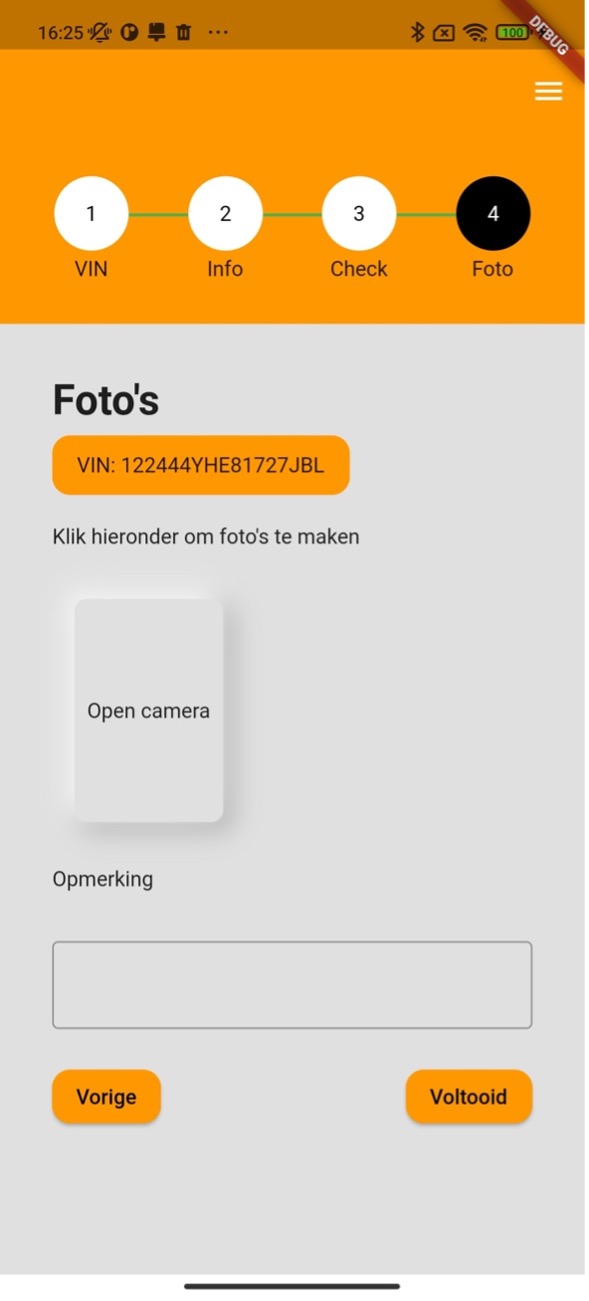 16:25 ... 100
DEBUG
1 2 3 4
VIN Info Check Foto
Foto's
VIN: 122444YHE81727JBL
Klik hieronder om foto's te maken
Open camera
Opmerking
Vorige Voltooid